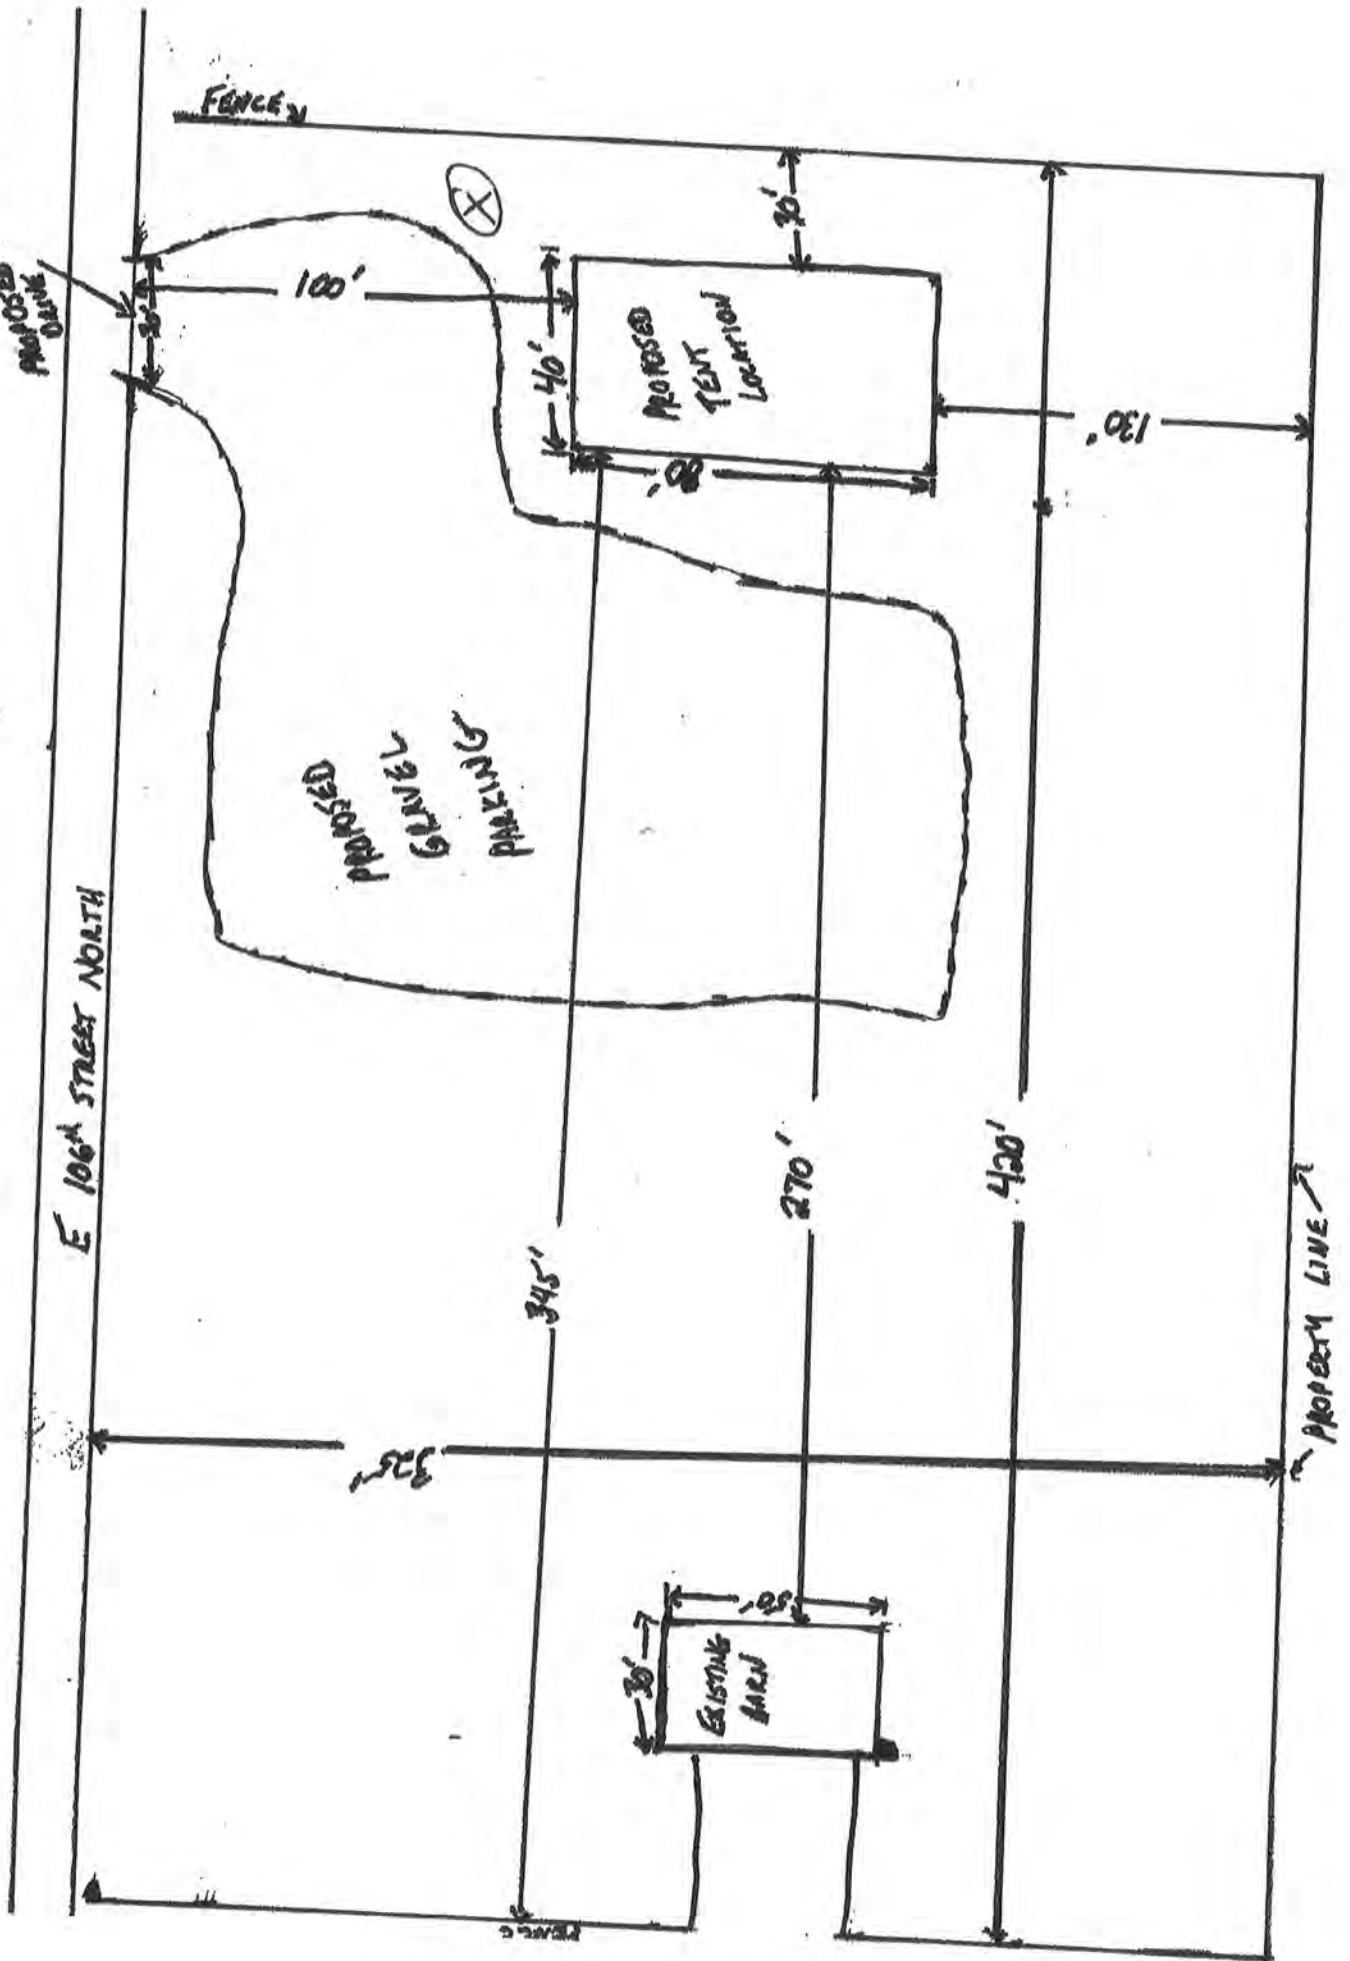 FENCE
PROPOSED
DRIVE
30'
100'
X
30'
40'
PROPOSED
TENT
LOCATION
80'
130'
PROPOSED
GRAVEL
PARKING
E 106th STREET NORTH
345'
270'
420'
325'
PROPERTY LINE
30'
50'
EXISTING
BARN